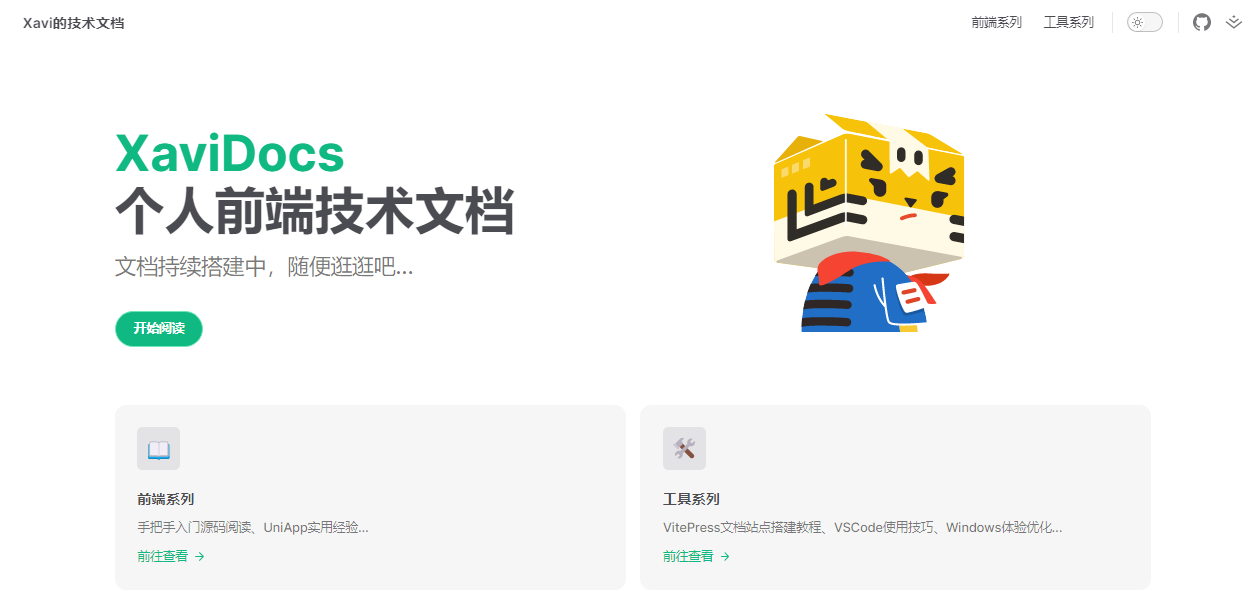 Xavi的技术文档
前端系列
工具系列
XaviDocs
个人前端技术文档
文档持续搭建中，随便逛逛吧...
开始阅读
前端系列
手把手入门源码阅读、UniApp实用经验...
前往查看 →
工具系列
VitePress文档站点搭建教程、VSCode使用技巧、Windows体验优化...
前往查看 →